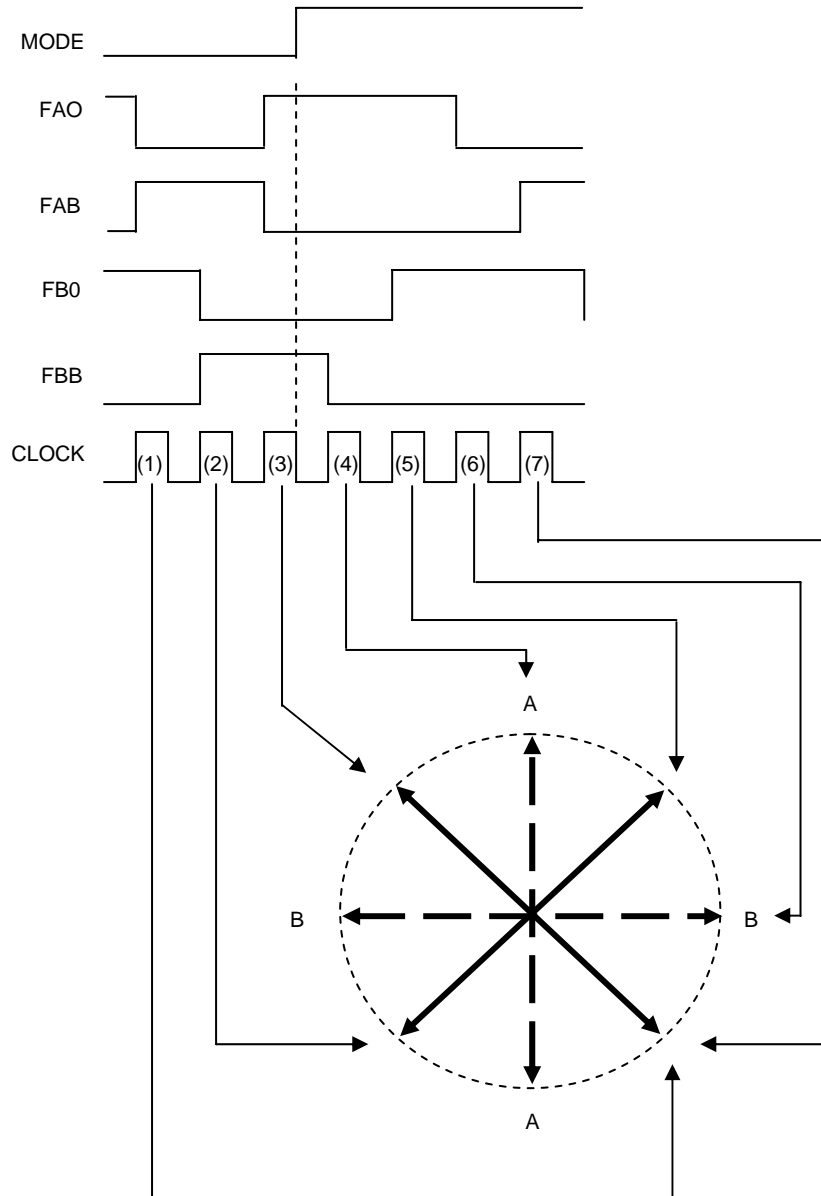 MODE
FAO
FAB
FB0
FBB
CLOCK
(1) (2) (3) (4) (5) (6) (7)
A
B B
A